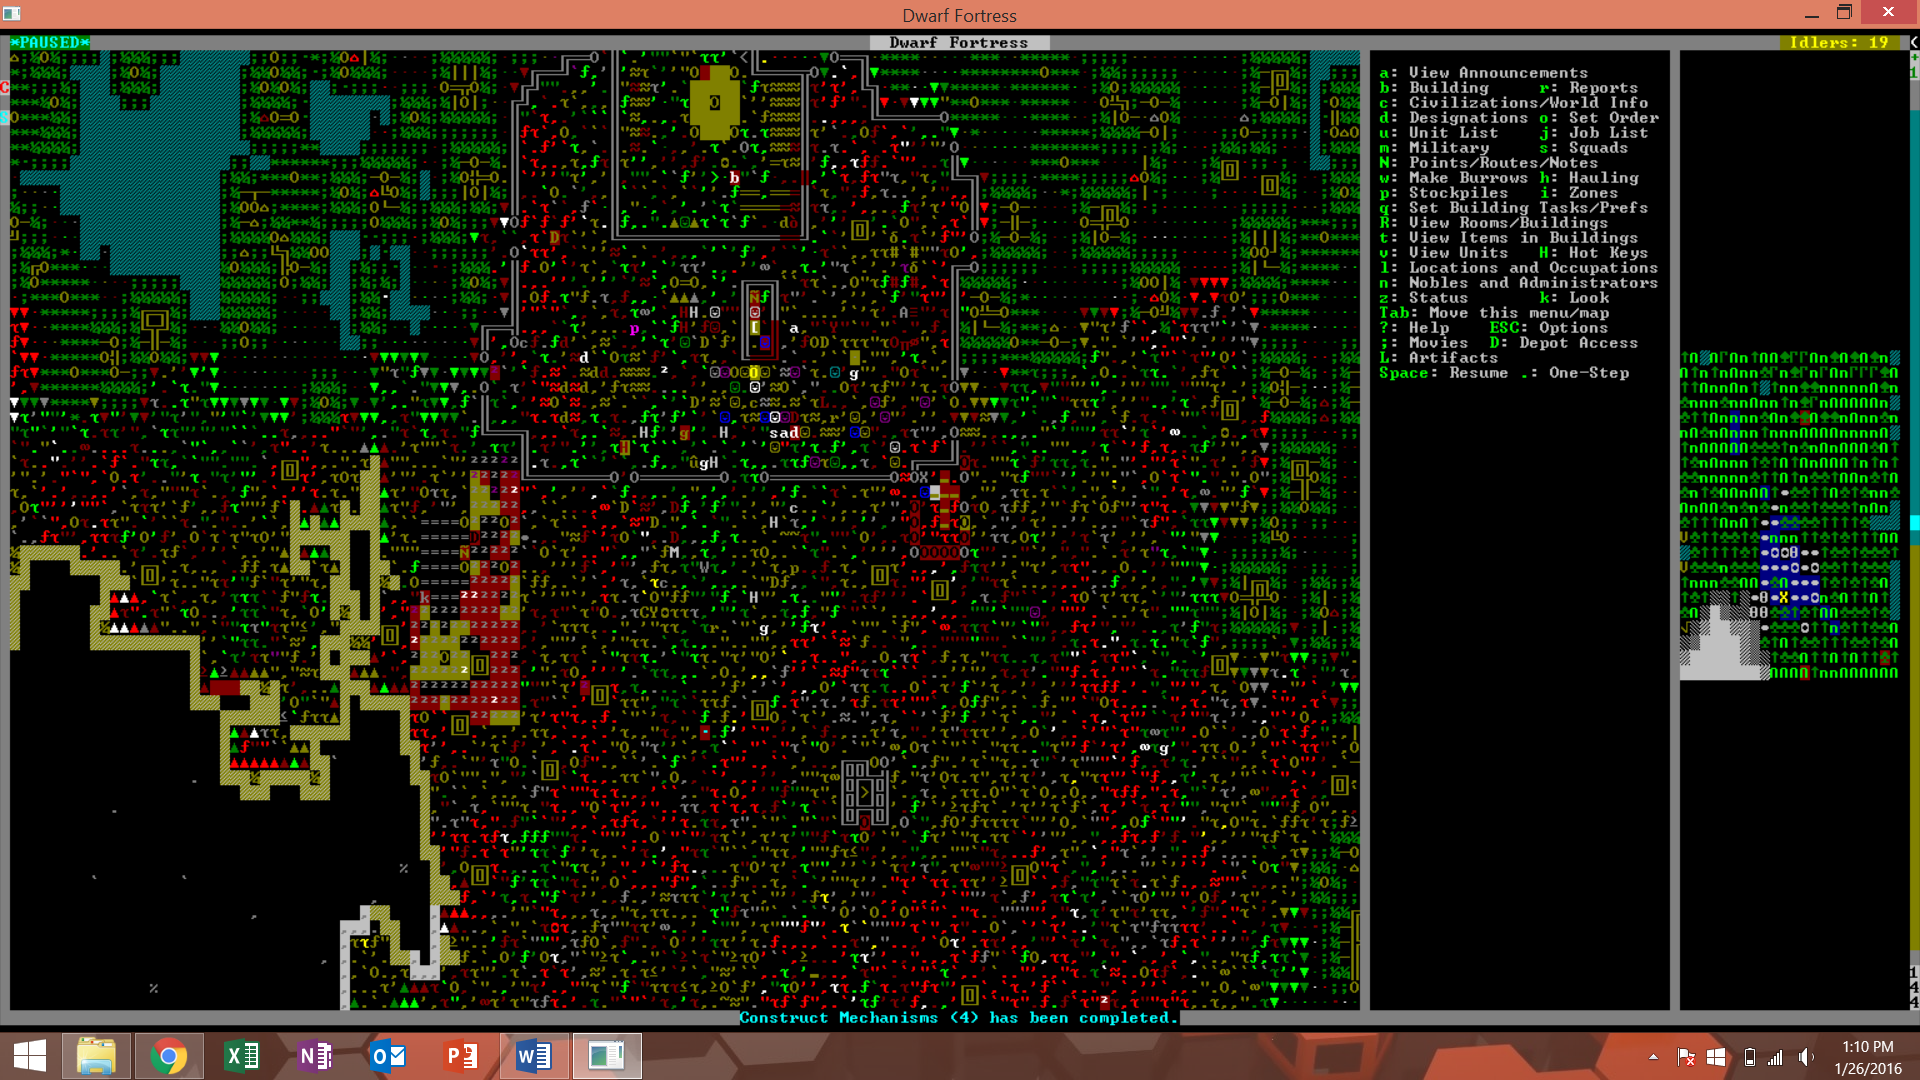 Dwarf Fortress
*PAUSED*
Dwarf Fortress
Idlers: 19
a: View Announcements
b: Building r: Reports
c: Civilizations/World Info
d: Designations o: Set Order
u: Unit List j: Job List
m: Military s: Squads
N: Points/Routes/Notes
w: Make Burrows h: Hauling
p: Stockpiles i: Zones
q: Set Building Tasks/Prefs
R: View Rooms/Buildings
t: View Items in Buildings
v: View Units H: Hot Keys
l: Locations and Occupations
n: Nobles and Administrators
z: Status k: Look
Tab: Move this menu/map
?: Help ESC: Options
;: Movies D: Depot Access
L: Artifacts
Space: Resume .: One-Step
Construct Mechanisms (4) has been completed.
1:10 PM
1/26/2016